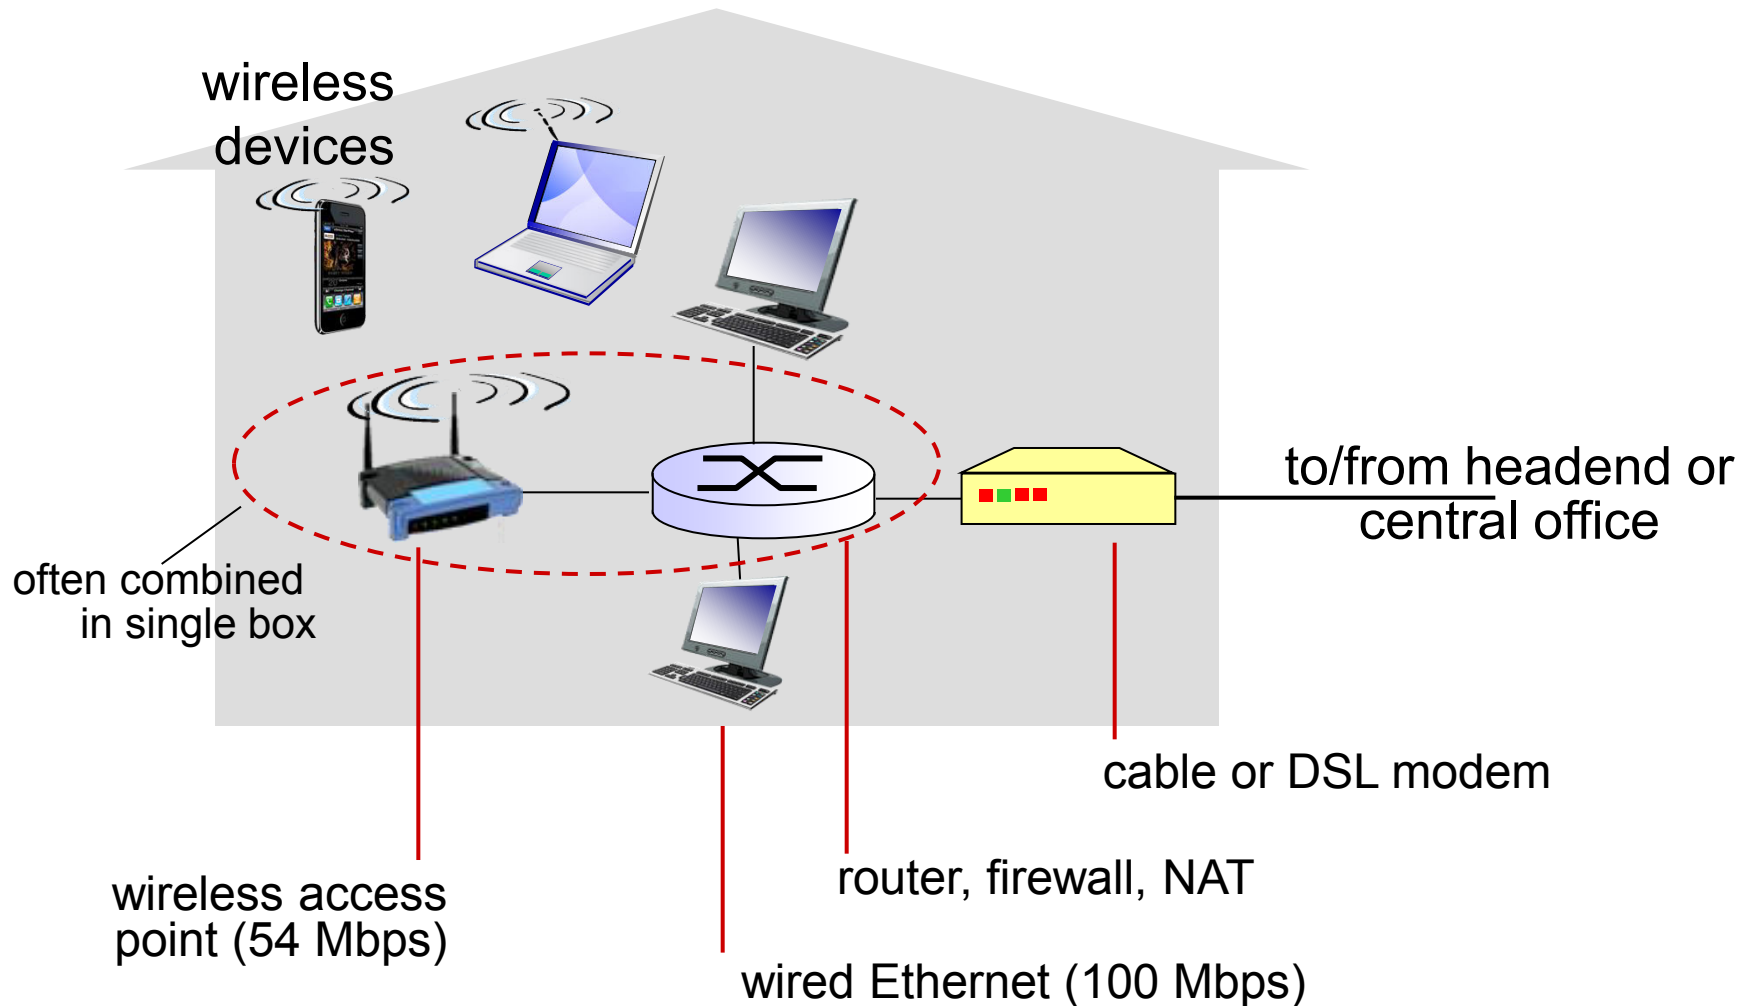 wireless
devices
to/from headend or
central office
often combined
in single box
cable or DSL modem
router, firewall, NAT
wireless access
point (54 Mbps)
wired Ethernet (100 Mbps)